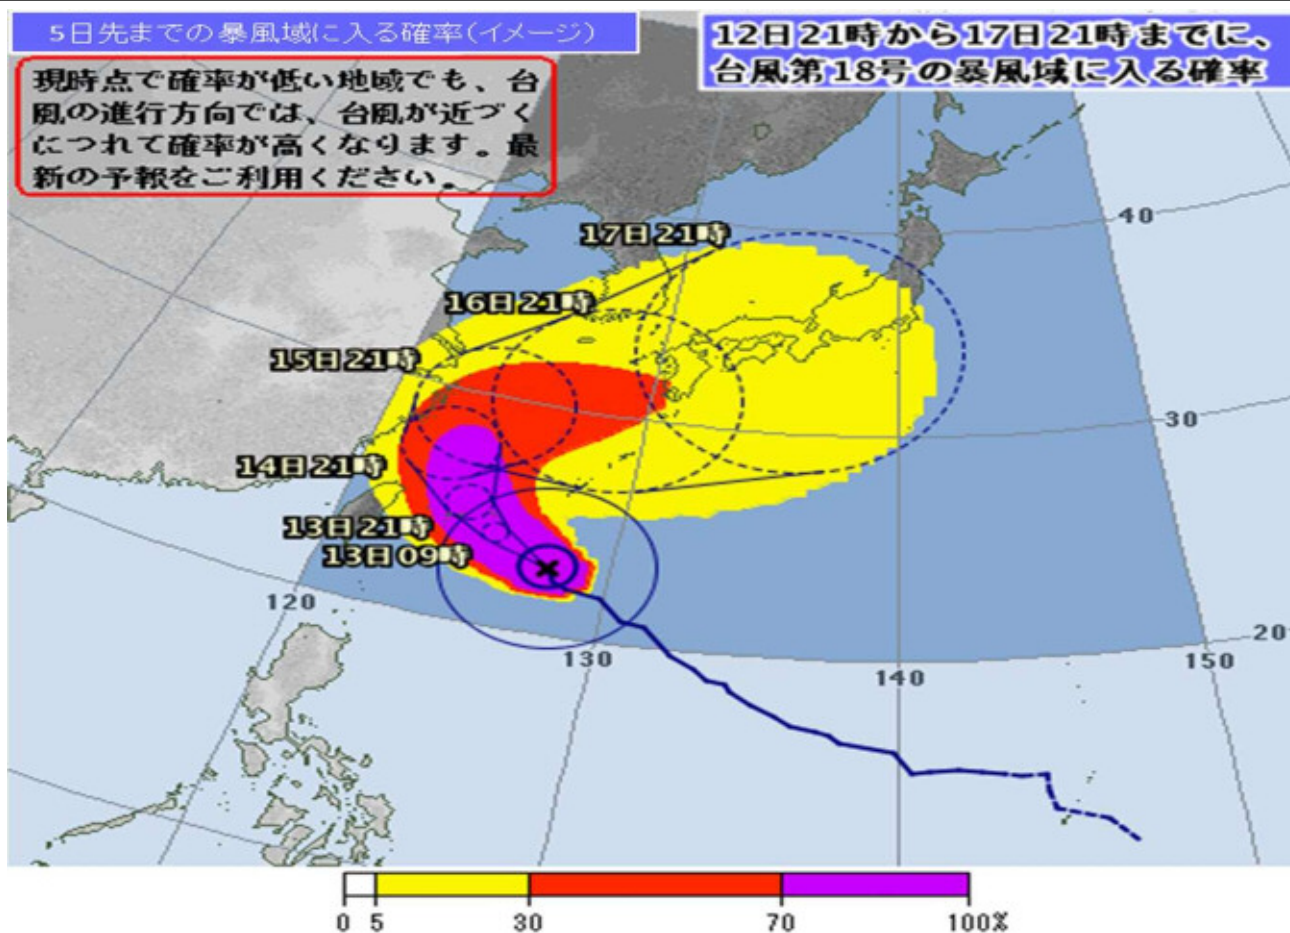 5日先までの暴風域に入る確率(イメージ)
12日21時から17日21時までに、
台風第18号の暴風域に入る確率
現時点で確率が低い地域でも、台
風の進行方向では、台風が近づく
につれて確率が高くなります。最
新の予報をご利用ください。
17日21時
16日21時
15日21時
14日21時
13日21時
13日09時
40
30
20
120
130
140
150
0 5 30 70 100%